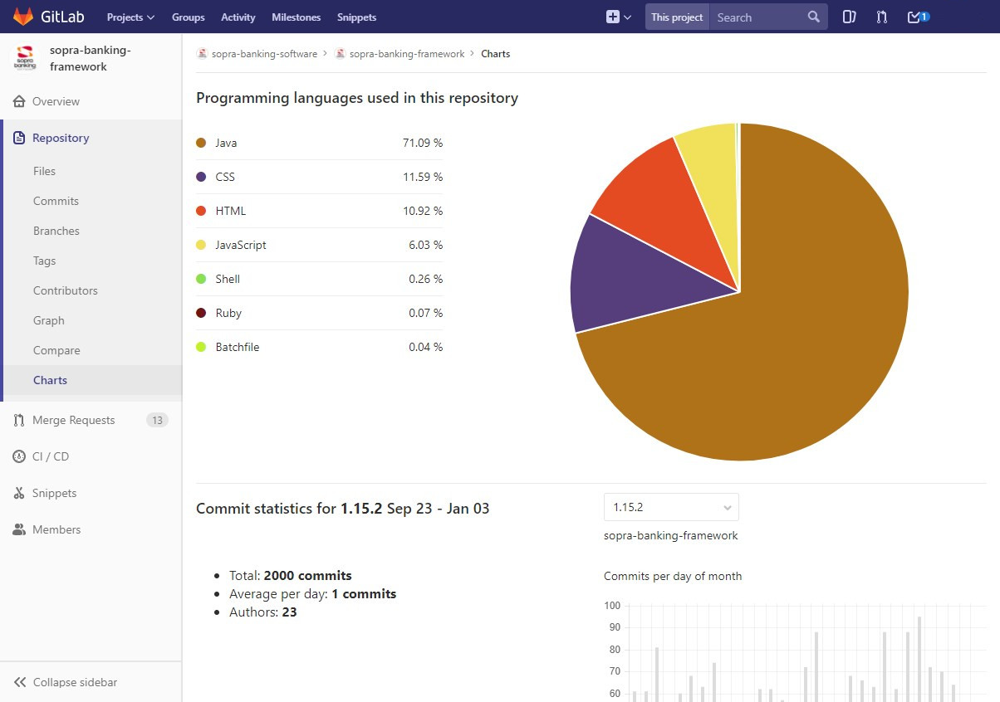 GitLab
Projects
Groups
Activity
Milestones
Snippets
This project
Search
1
sopra-banking-
framework
sopra
banking
Overview
Repository
Files
Commits
Branches
Tags
Contributors
Graph
Compare
Charts
Merge Requests 13
CI / CD
Snippets
Members
Collapse sidebar
sopra-banking-software > sopra-banking-framework > Charts
Programming languages used in this repository
Java 71.09 %
CSS 11.59 %
HTML 10.92 %
JavaScript 6.03 %
Shell 0.26 %
Ruby 0.07 %
Batchfile 0.04 %
Commit statistics for 1.15.2 Sep 23 - Jan 03
Total: 2000 commits
Average per day: 1 commits
Authors: 23
1.15.2
sopra-banking-framework
Commits per day of month
100
90
80
70
60